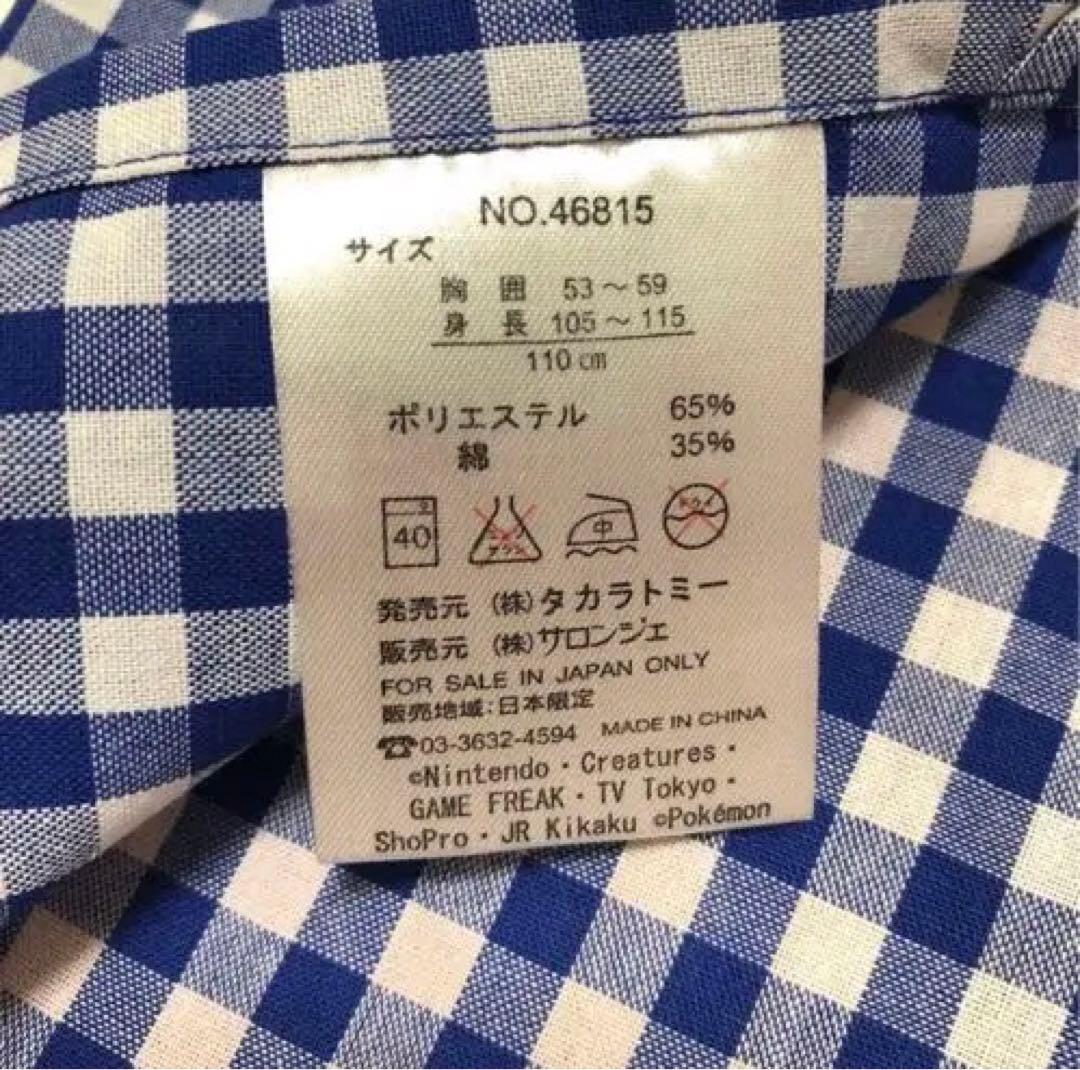 NO.46815
サイズ
胸 囲 53〜59
身 長 105〜115
110㎝
ポリエステル 65%
綿 35%
40 中
発売元 (株)タカラトミー
販売元 (株)サロンジェ
FOR SALE IN JAPAN ONLY
販売地域:日本限定
☎03-3632-4594 MADE IN CHINA
©Nintendo・Creatures・
GAME FREAK・TV Tokyo・
ShoPro・JR Kikaku ©Pokémon